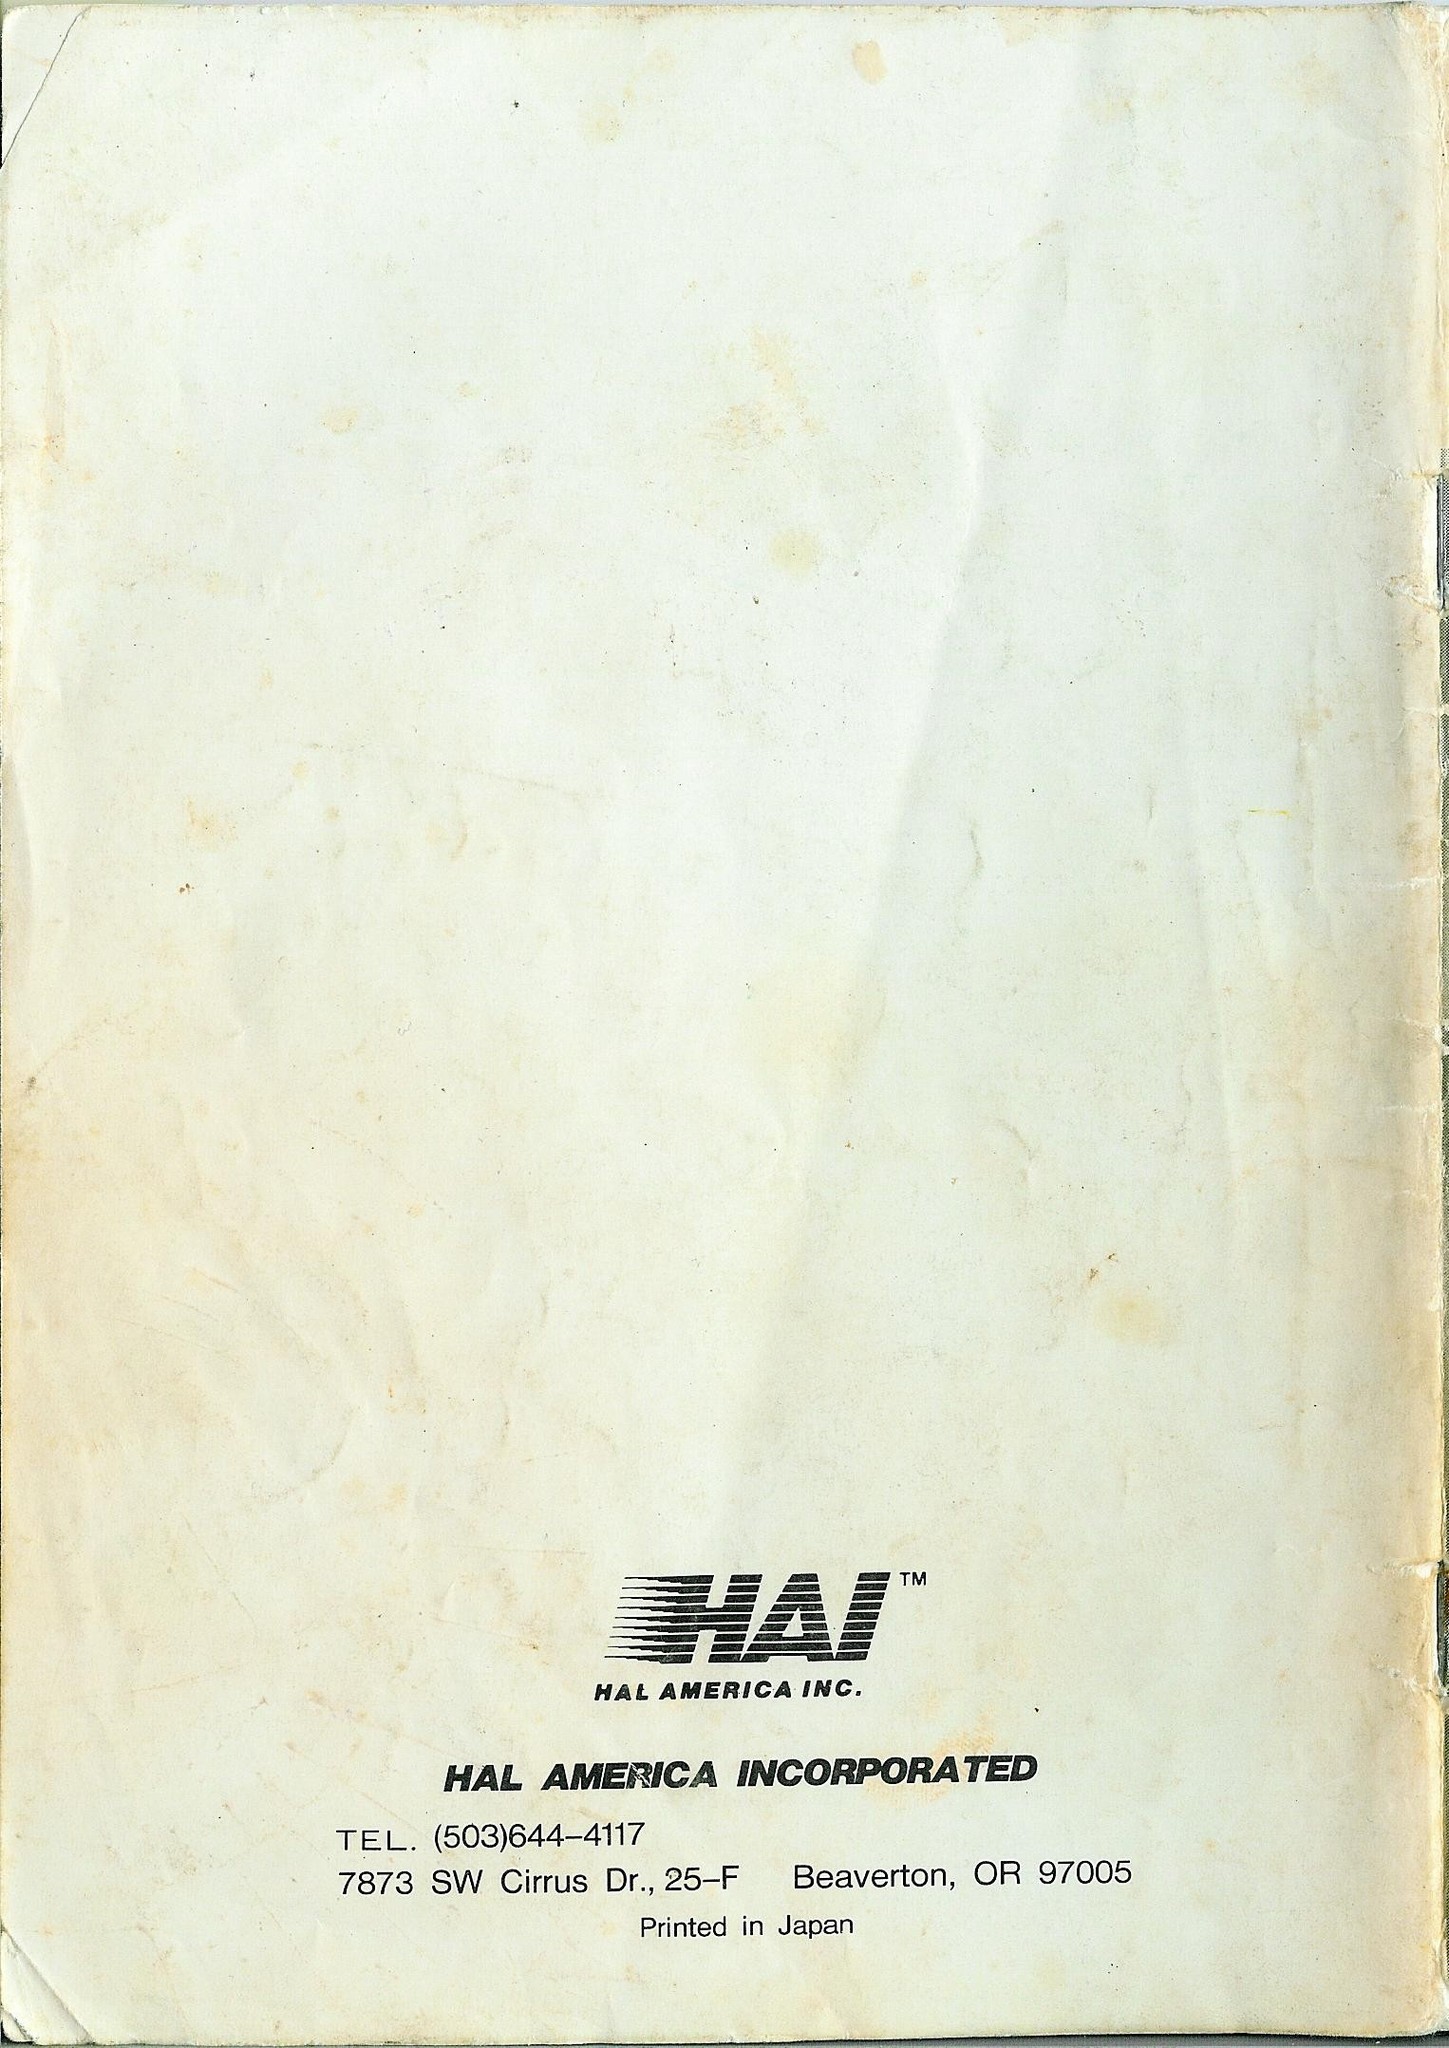 HAL™
HAL AMERICA INC.
HAL AMERICA INCORPORATED
TEL. (503)644–4117
7873 SW Cirrus Dr., 25–F Beaverton, OR 97005
Printed in Japan